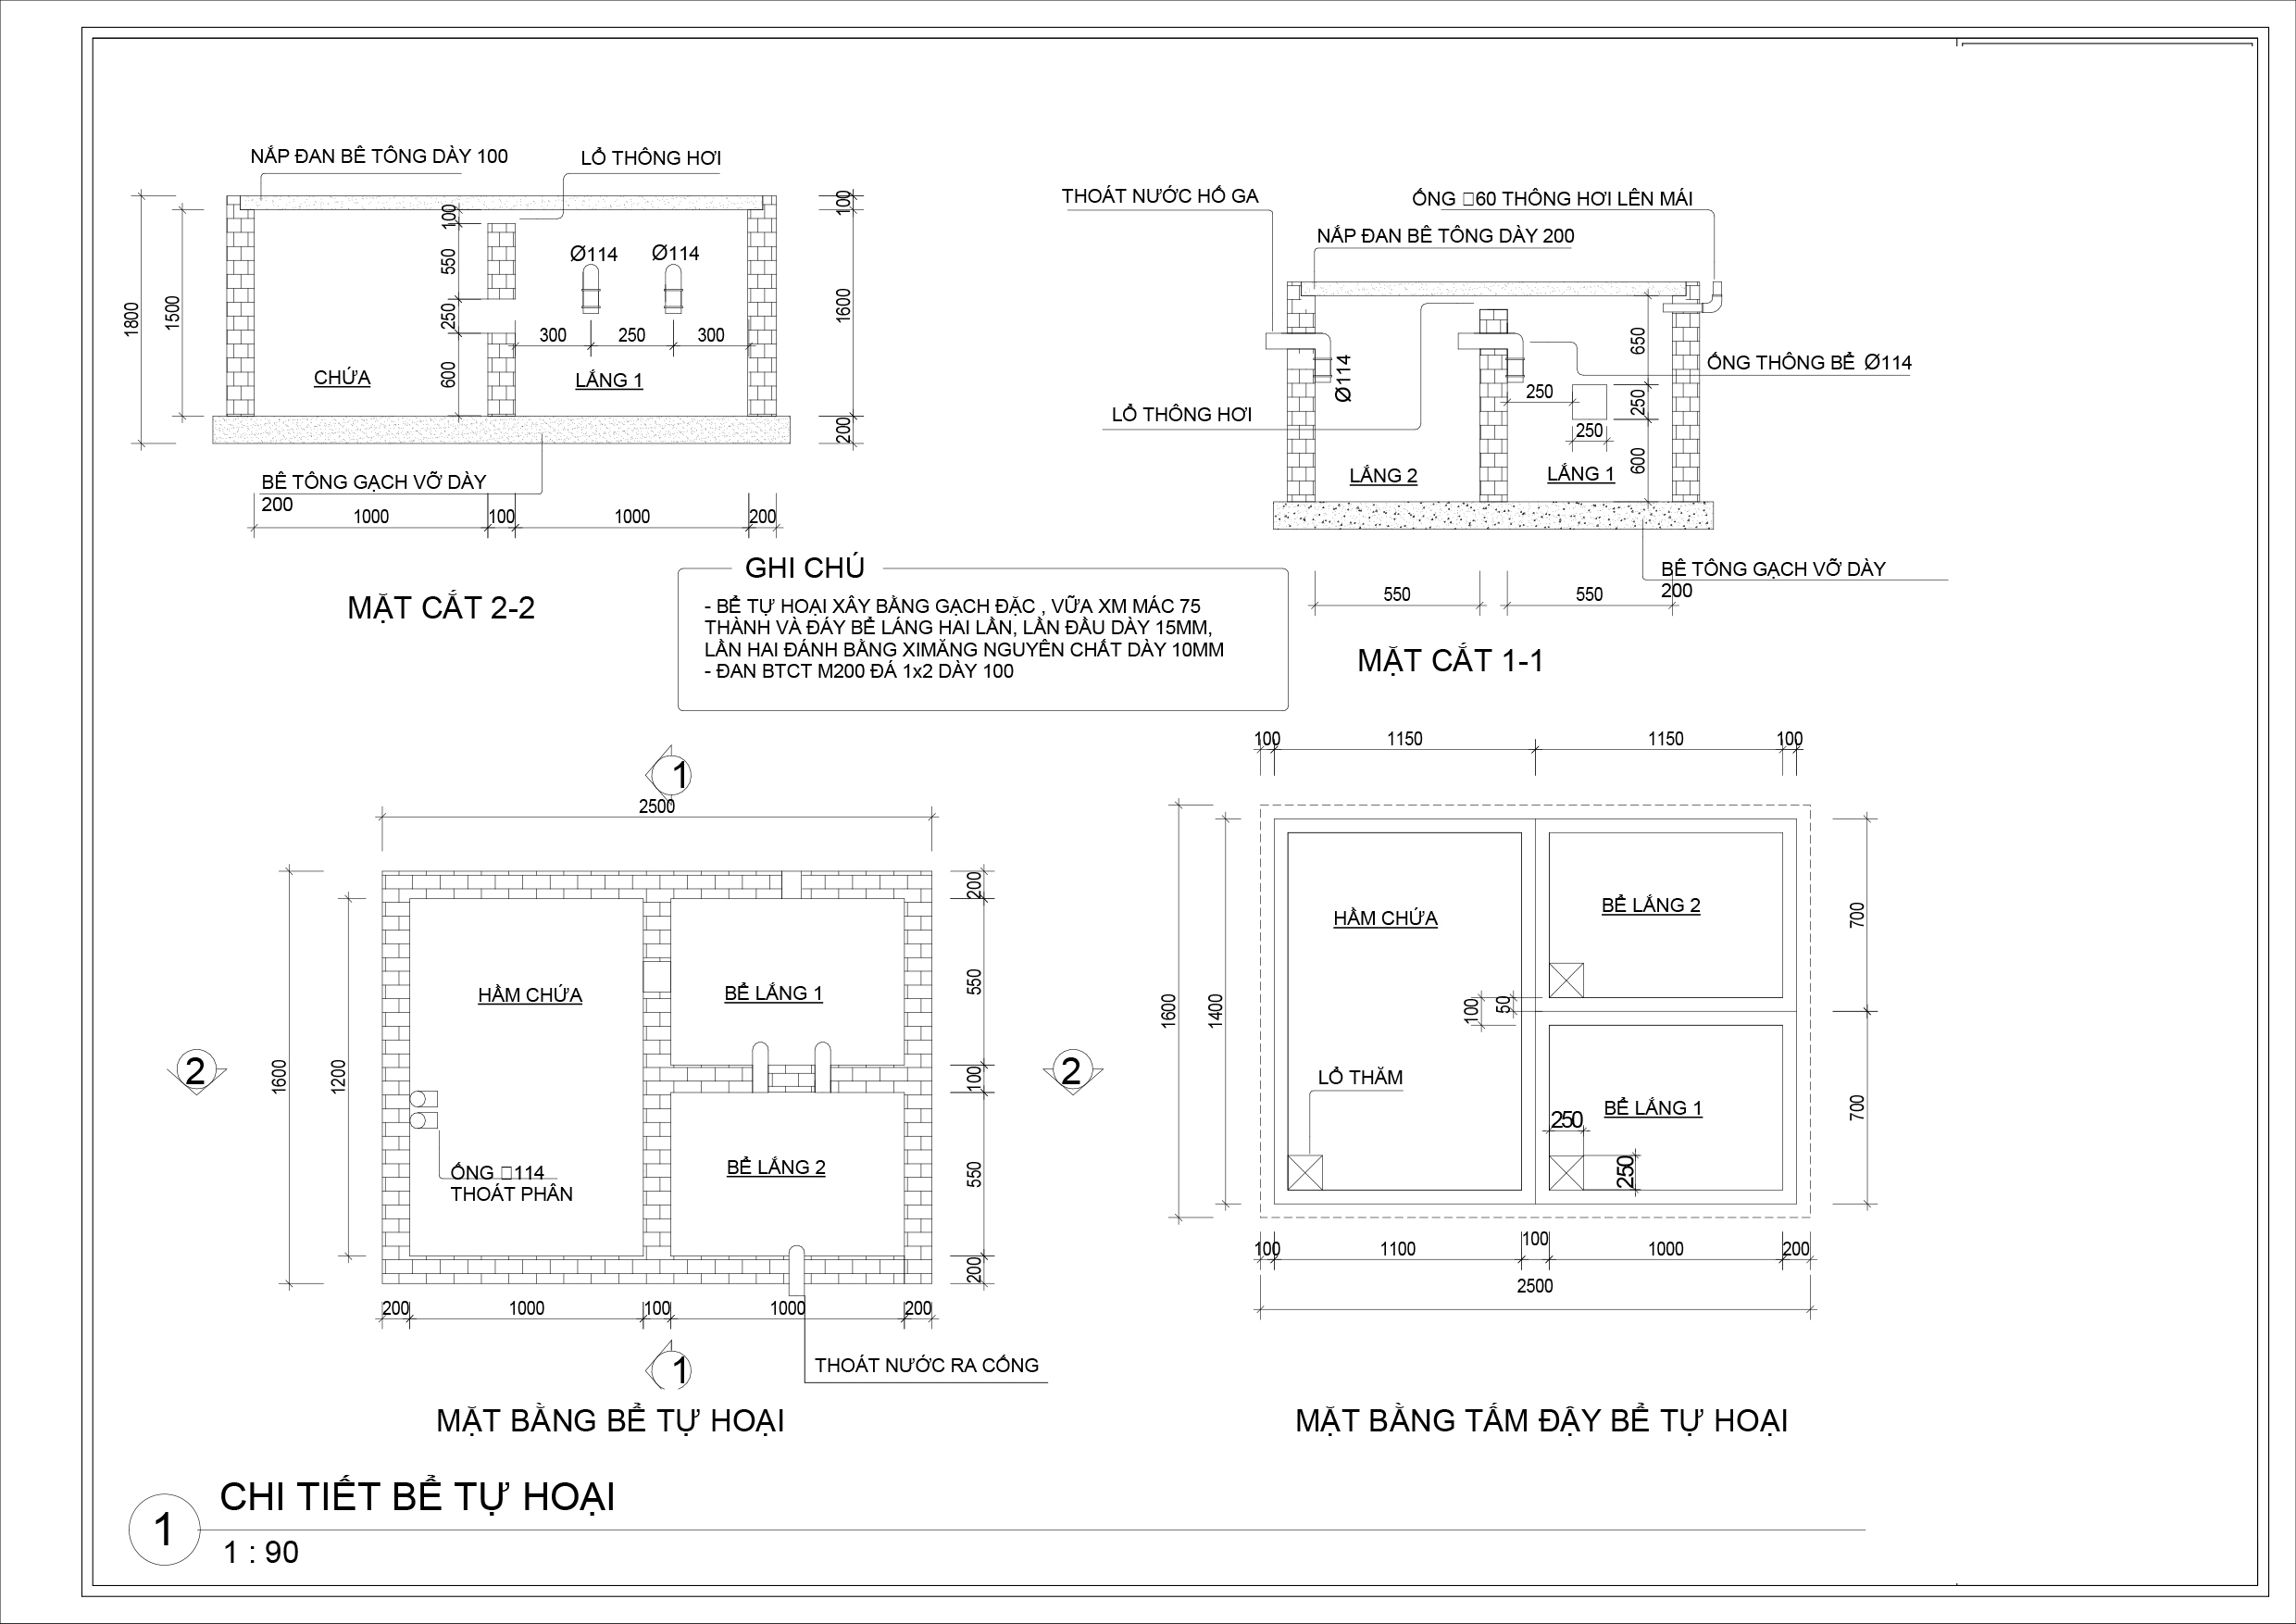 NẮP ĐAN BÊ TÔNG DÀY 100
LỔ THÔNG HƠI
100
100
550
Ø114
Ø114
1800
1500
250
1600
300
250
300
600
CHỨA
LẮNG 1
200
BÊ TÔNG GẠCH VỠ DÀY
200
1000
100
1000
200
MẶT CẮT 2-2
THOÁT NƯỚC HỐ GA
ỐNG □60 THÔNG HƠI LÊN MÁI
NẮP ĐAN BÊ TÔNG DÀY 200
650
ỐNG THÔNG BỂ Ø114
Ø114
250
250
LỔ THÔNG HƠI
250
600
LẮNG 2
LẮNG 1
BÊ TÔNG GẠCH VỠ DÀY
200
550
550
MẶT CẮT 1-1
GHI CHÚ
- BỂ TỰ HOẠI XÂY BẰNG GẠCH ĐẶC , VỮA XM MÁC 75
THÀNH VÀ ĐÁY BỂ LÁNG HAI LẦN, LẦN ĐẦU DÀY 15MM,
LẦN HAI ĐÁNH BẰNG XIMĂNG NGUYÊN CHẤT DÀY 10MM
- ĐAN BTCT M200 ĐÁ 1x2 DÀY 100
1
2500
200
550
HẦM CHỨA
BỂ LẮNG 1
2
1600
1200
100
2
ỐNG □114
THOÁT PHÂN
BỂ LẮNG 2
550
200
200
1000
100
1000
200
1
THOÁT NƯỚC RA CỐNG
MẶT BẰNG BỂ TỰ HOẠI
100
1150
1150
100
HẦM CHỨA
BỂ LẮNG 2
700
1600
1400
100
50
LỔ THĂM
250
BỂ LẮNG 1
700
250
100
1100
100
1000
200
2500
MẶT BẰNG TẤM ĐẬY BỂ TỰ HOẠI
1
CHI TIẾT BỂ TỰ HOẠI
1 : 90